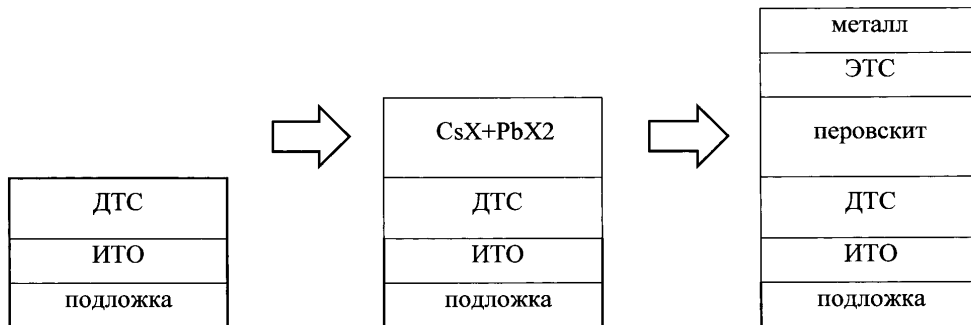 ДТС
ИТО
подложка
CsX+PbX2
ДТС
ИТО
подложка
металл
ЭТС
перовскит
ДТС
ИТО
подложка